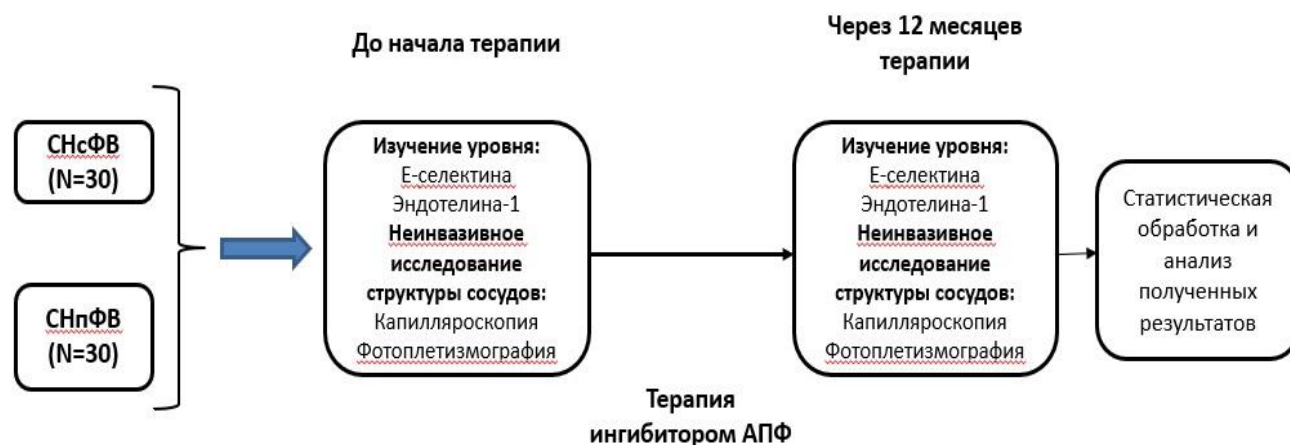 До начала терапии
Через 12 месяцев
терапии
СНсФВ
(N=30)
СНпФВ
(N=30)
Изучение уровня:
Е-селектина
Эндотелина-1
Неинвазивное
исследование
структуры сосудов:
Капилляроскопия
Фотоплетизмография
Терапия
ингибитором АПФ
Изучение уровня:
Е-селектина
Эндотелина-1
Неинвазивное
исследование
структуры сосудов:
Капилляроскопия
Фотоплетизмография
Статистическая
обработка и
анализ
полученных
результатов